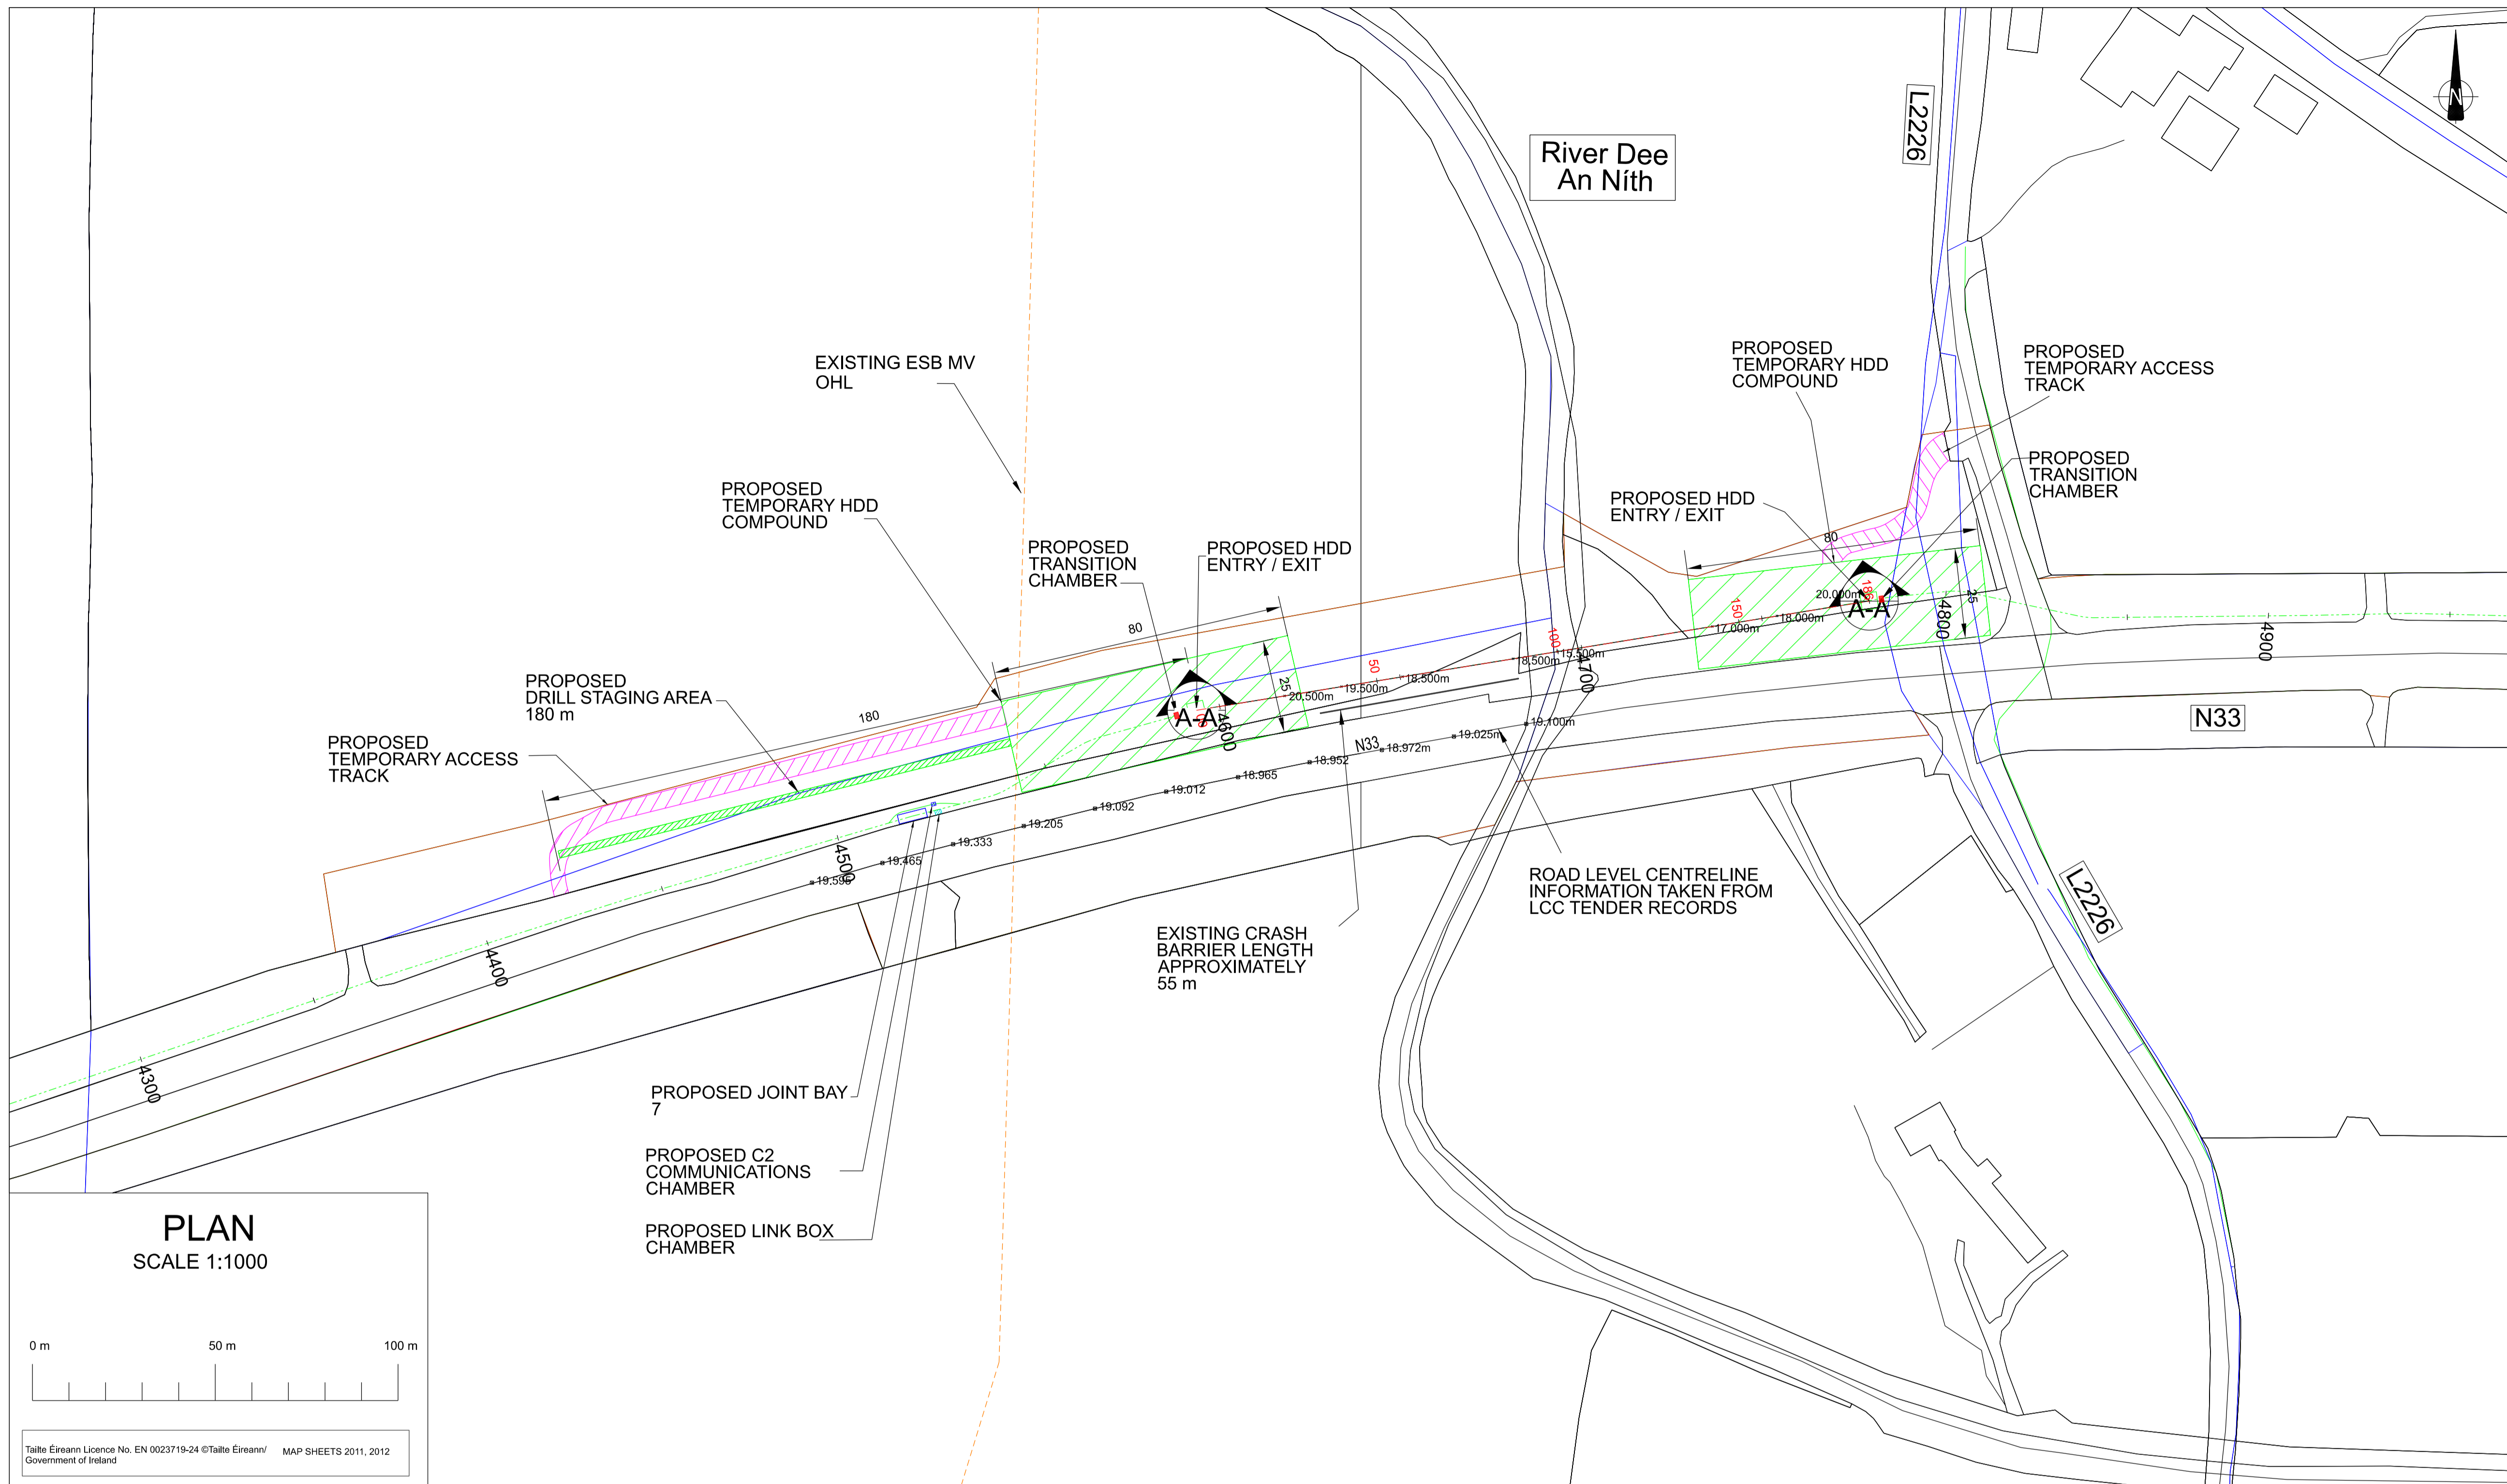 River Dee
An Níth
L2226
N
EXISTING ESB MV
OHL
PROPOSED
TEMPORARY HDD
COMPOUND
PROPOSED
TEMPORARY ACCESS
TRACK
PROPOSED
TRANSITION
CHAMBER
PROPOSED HDD
ENTRY / EXIT
PROPOSED
TEMPORARY HDD
COMPOUND
PROPOSED
TRANSITION
CHAMBER
PROPOSED HDD
ENTRY / EXIT
80
25
20.000m
186
A-A
4800
150
17.000m
18.000m
80
25
A-A
00
4600
20.500m
19.500m
50
18.500m
18.500m
100
15.500m
4700
4900
PROPOSED
DRILL STAGING AREA
180 m
180
PROPOSED
TEMPORARY ACCESS
TRACK
N33
N33
19.100m
19.025m
18.972m
18.952
18.965
19.012
19.092
19.205
19.333
19.465
4500
4400
4300
ROAD LEVEL CENTRELINE
INFORMATION TAKEN FROM
LCC TENDER RECORDS
L2226
EXISTING CRASH
BARRIER LENGTH
APPROXIMATELY
55 m
PROPOSED JOINT BAY
7
PROPOSED C2
COMMUNICATIONS
CHAMBER
PROPOSED LINK BOX
CHAMBER
PLAN
SCALE 1:1000
0 m 50 m 100 m
Tailte Éireann Licence No. EN 0023719-24 ©Tailte Éireann/ MAP SHEETS 2011, 2012
Government of Ireland